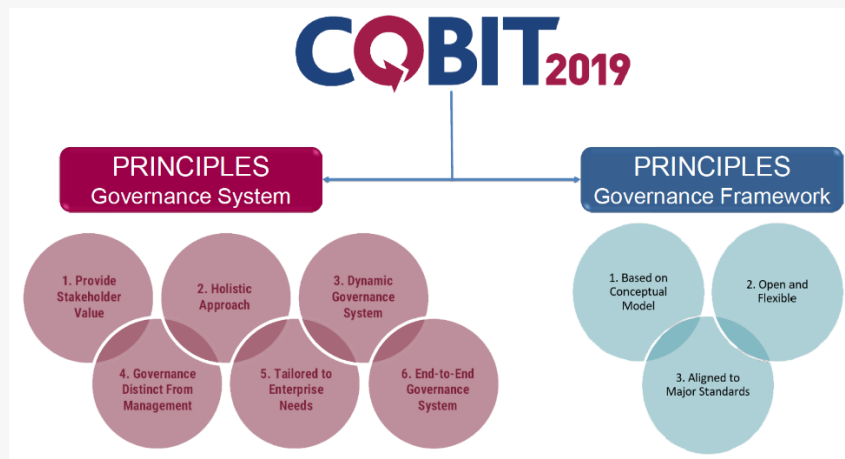 COBIT 2019
PRINCIPLES
Governance System
PRINCIPLES
Governance Framework
1. Provide
Stakeholder
Value
2. Holistic
Approach
3. Dynamic
Governance
System
4. Governance
Distinct From
Management
5. Tailored to
Enterprise
Needs
6. End-to-End
Governance
System
1. Based on
Conceptual
Model
2. Open and
Flexible
3. Aligned to
Major Standards